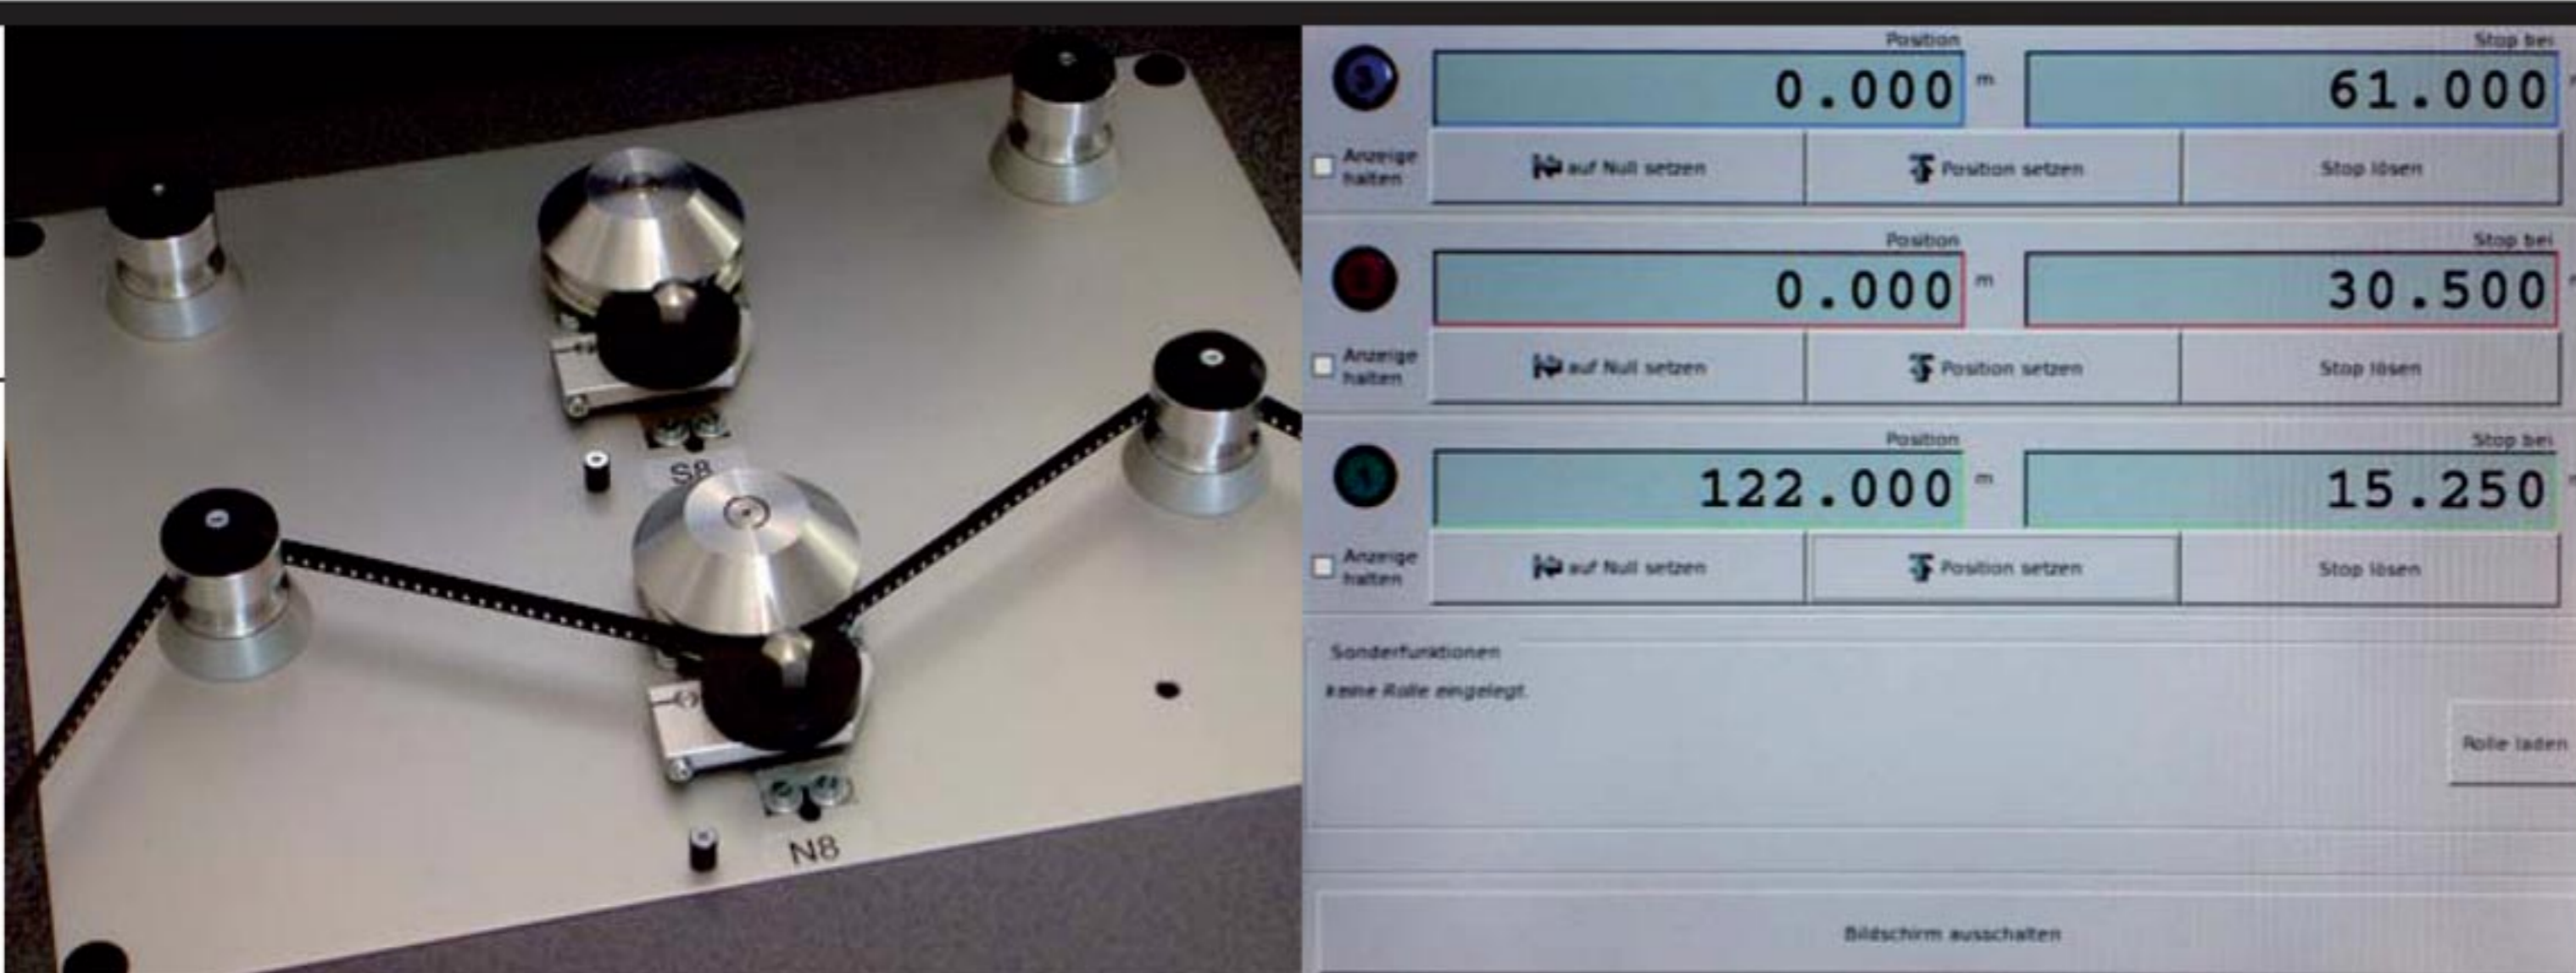 S8
N8
Position Stop bei
0.000 m 61.000
Anzeige halten
auf Null setzen Position setzen Stop lösen
Position Stop bei
0.000 m 30.500
Anzeige halten
auf Null setzen Position setzen Stop lösen
Position Stop bei
122.000 m 15.250
Anzeige halten
auf Null setzen Position setzen Stop lösen
Sonderfunktionen
keine Rolle eingelegt.
Rolle laden
Bildschirm ausschalten